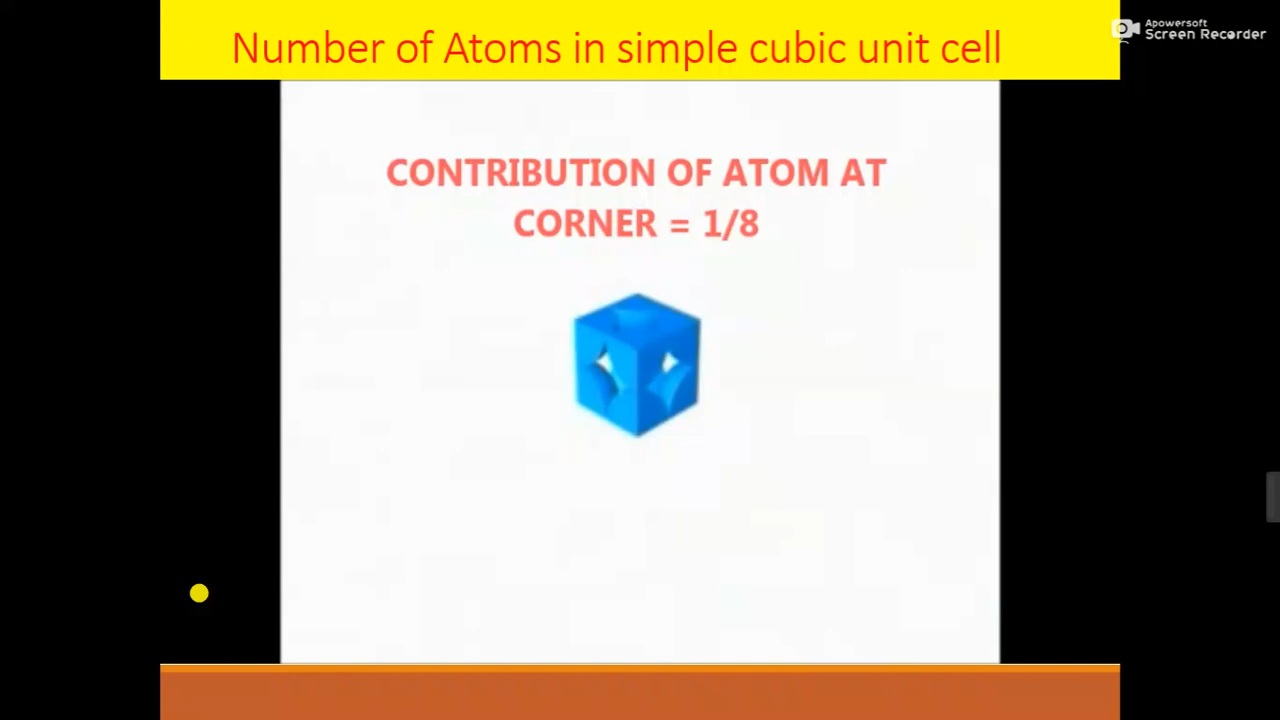 Number of Atoms in simple cubic unit cell
Apowersoft
Screen Recorder
CONTRIBUTION OF ATOM AT
CORNER = 1/8